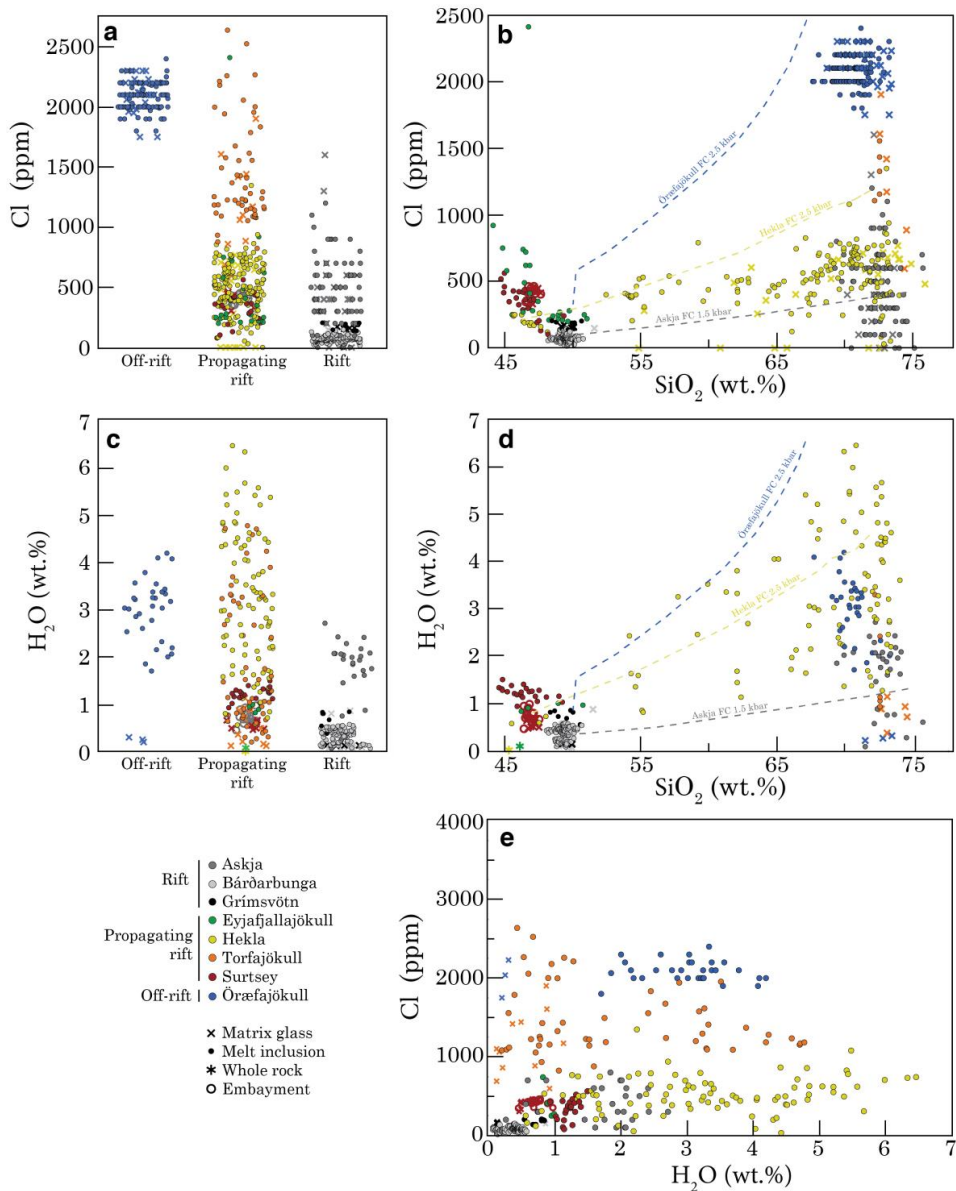 a
2500
2000
1500
1000
500
0
Cl (ppm)
Off-rift
Propagating rift
Rift
b
2500
2000
1500
1000
500
0
Cl (ppm)
Öræfajökull FC 2.5 kbar
Hekla FC 2.5 kbar
Askja FC 1.5 kbar
45
55
65
75
SiO2 (wt.%)
c
7
6
5
4
3
2
1
0
H2O (wt.%)
Off-rift
Propagating rift
Rift
d
7
6
5
4
3
2
1
0
H2O (wt.%)
Öræfajökull FC 2.5 kbar
Hekla FC 2.5 kbar
Askja FC 1.5 kbar
45
55
65
75
SiO2 (wt.%)
Rift
Askja
Bárðarbunga
Grímsvötn
Propagating rift
Eyjafjallajökull
Hekla
Torfajökull
Surtsey
Off-rift
Öræfajökull
Matrix glass
Melt inclusion
Whole rock
Embayment
e
4000
3000
2000
1000
0
Cl (ppm)
0
1
2
3
4
5
6
7
H2O (wt.%)